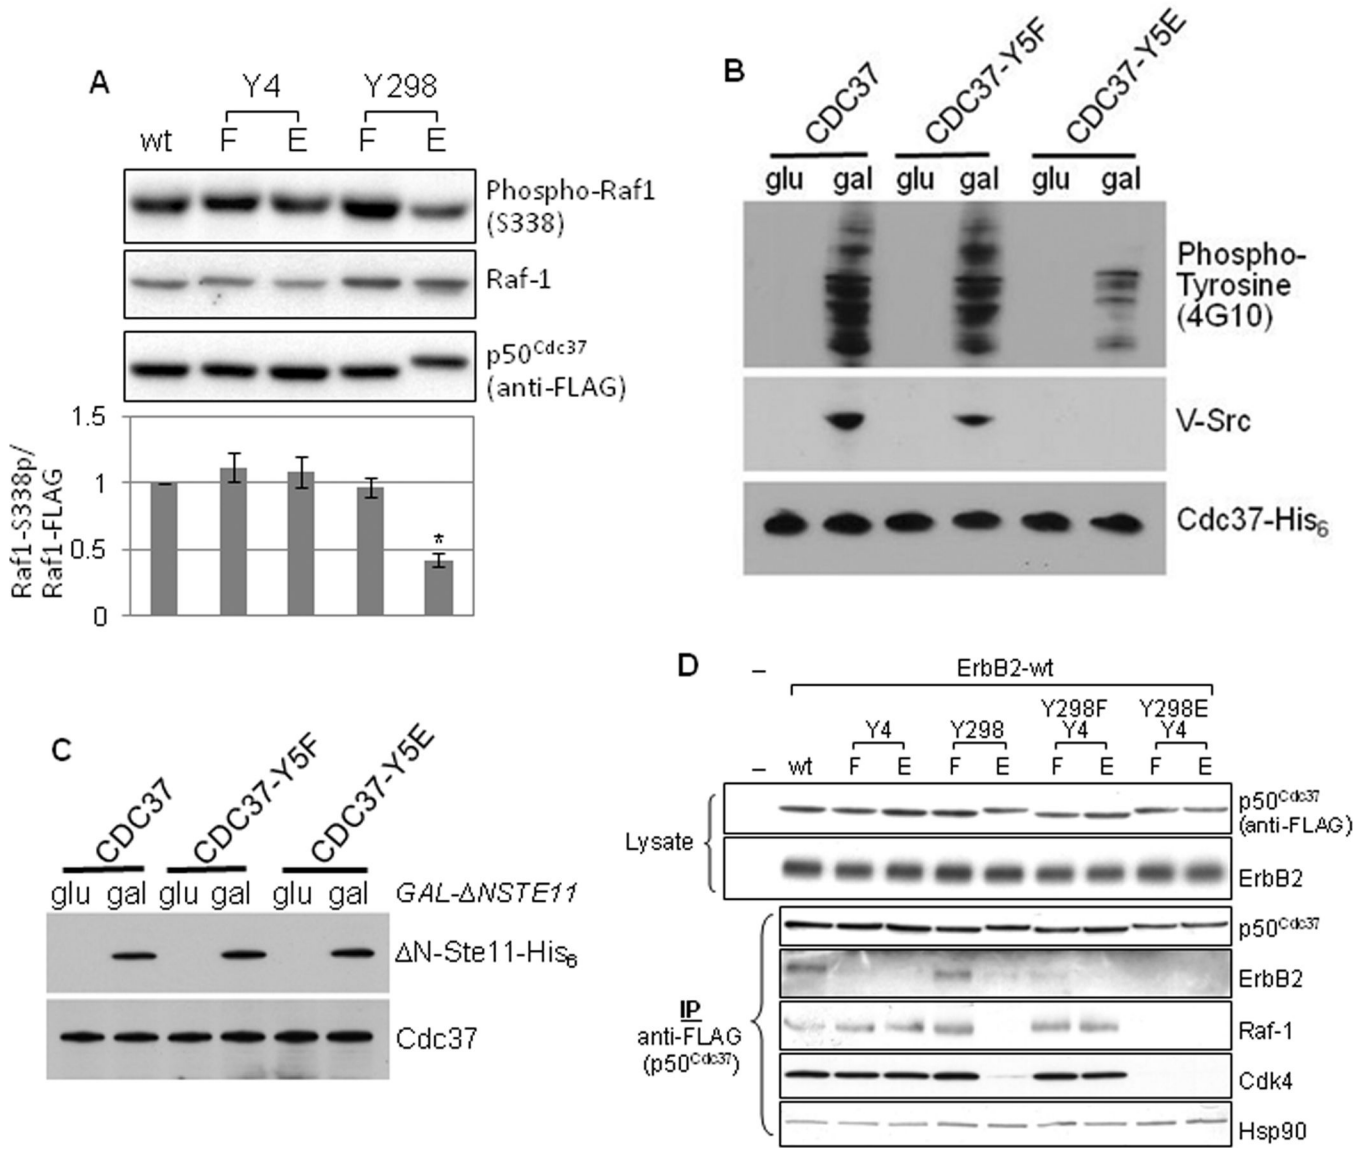 A
Y4 Y298
wt F E F E
Phospho-Raf1
(S338)
Raf-1
p50Cdc37
(anti-FLAG)
1.5
1
0.5
0
Raf1-S338p/
Raf1-FLAG
*
B
CDC37 CDC37-Y5F CDC37-Y5E
glu gal glu gal glu gal
Phospho-
Tyrosine
(4G10)
V-Src
Cdc37-His6
C
CDC37 CDC37-Y5F CDC37-Y5E
glu gal glu gal glu gal GAL-ΔNSTE11
ΔN-Ste11-His6
Cdc37
D
– ErbB2-wt
Y298F Y298E
Y4 Y298 Y4 Y4
– wt F E F E F E F E
Lysate
p50Cdc37
(anti-FLAG)
ErbB2
IP
anti-FLAG
(p50Cdc37)
p50Cdc37
ErbB2
Raf-1
Cdk4
Hsp90